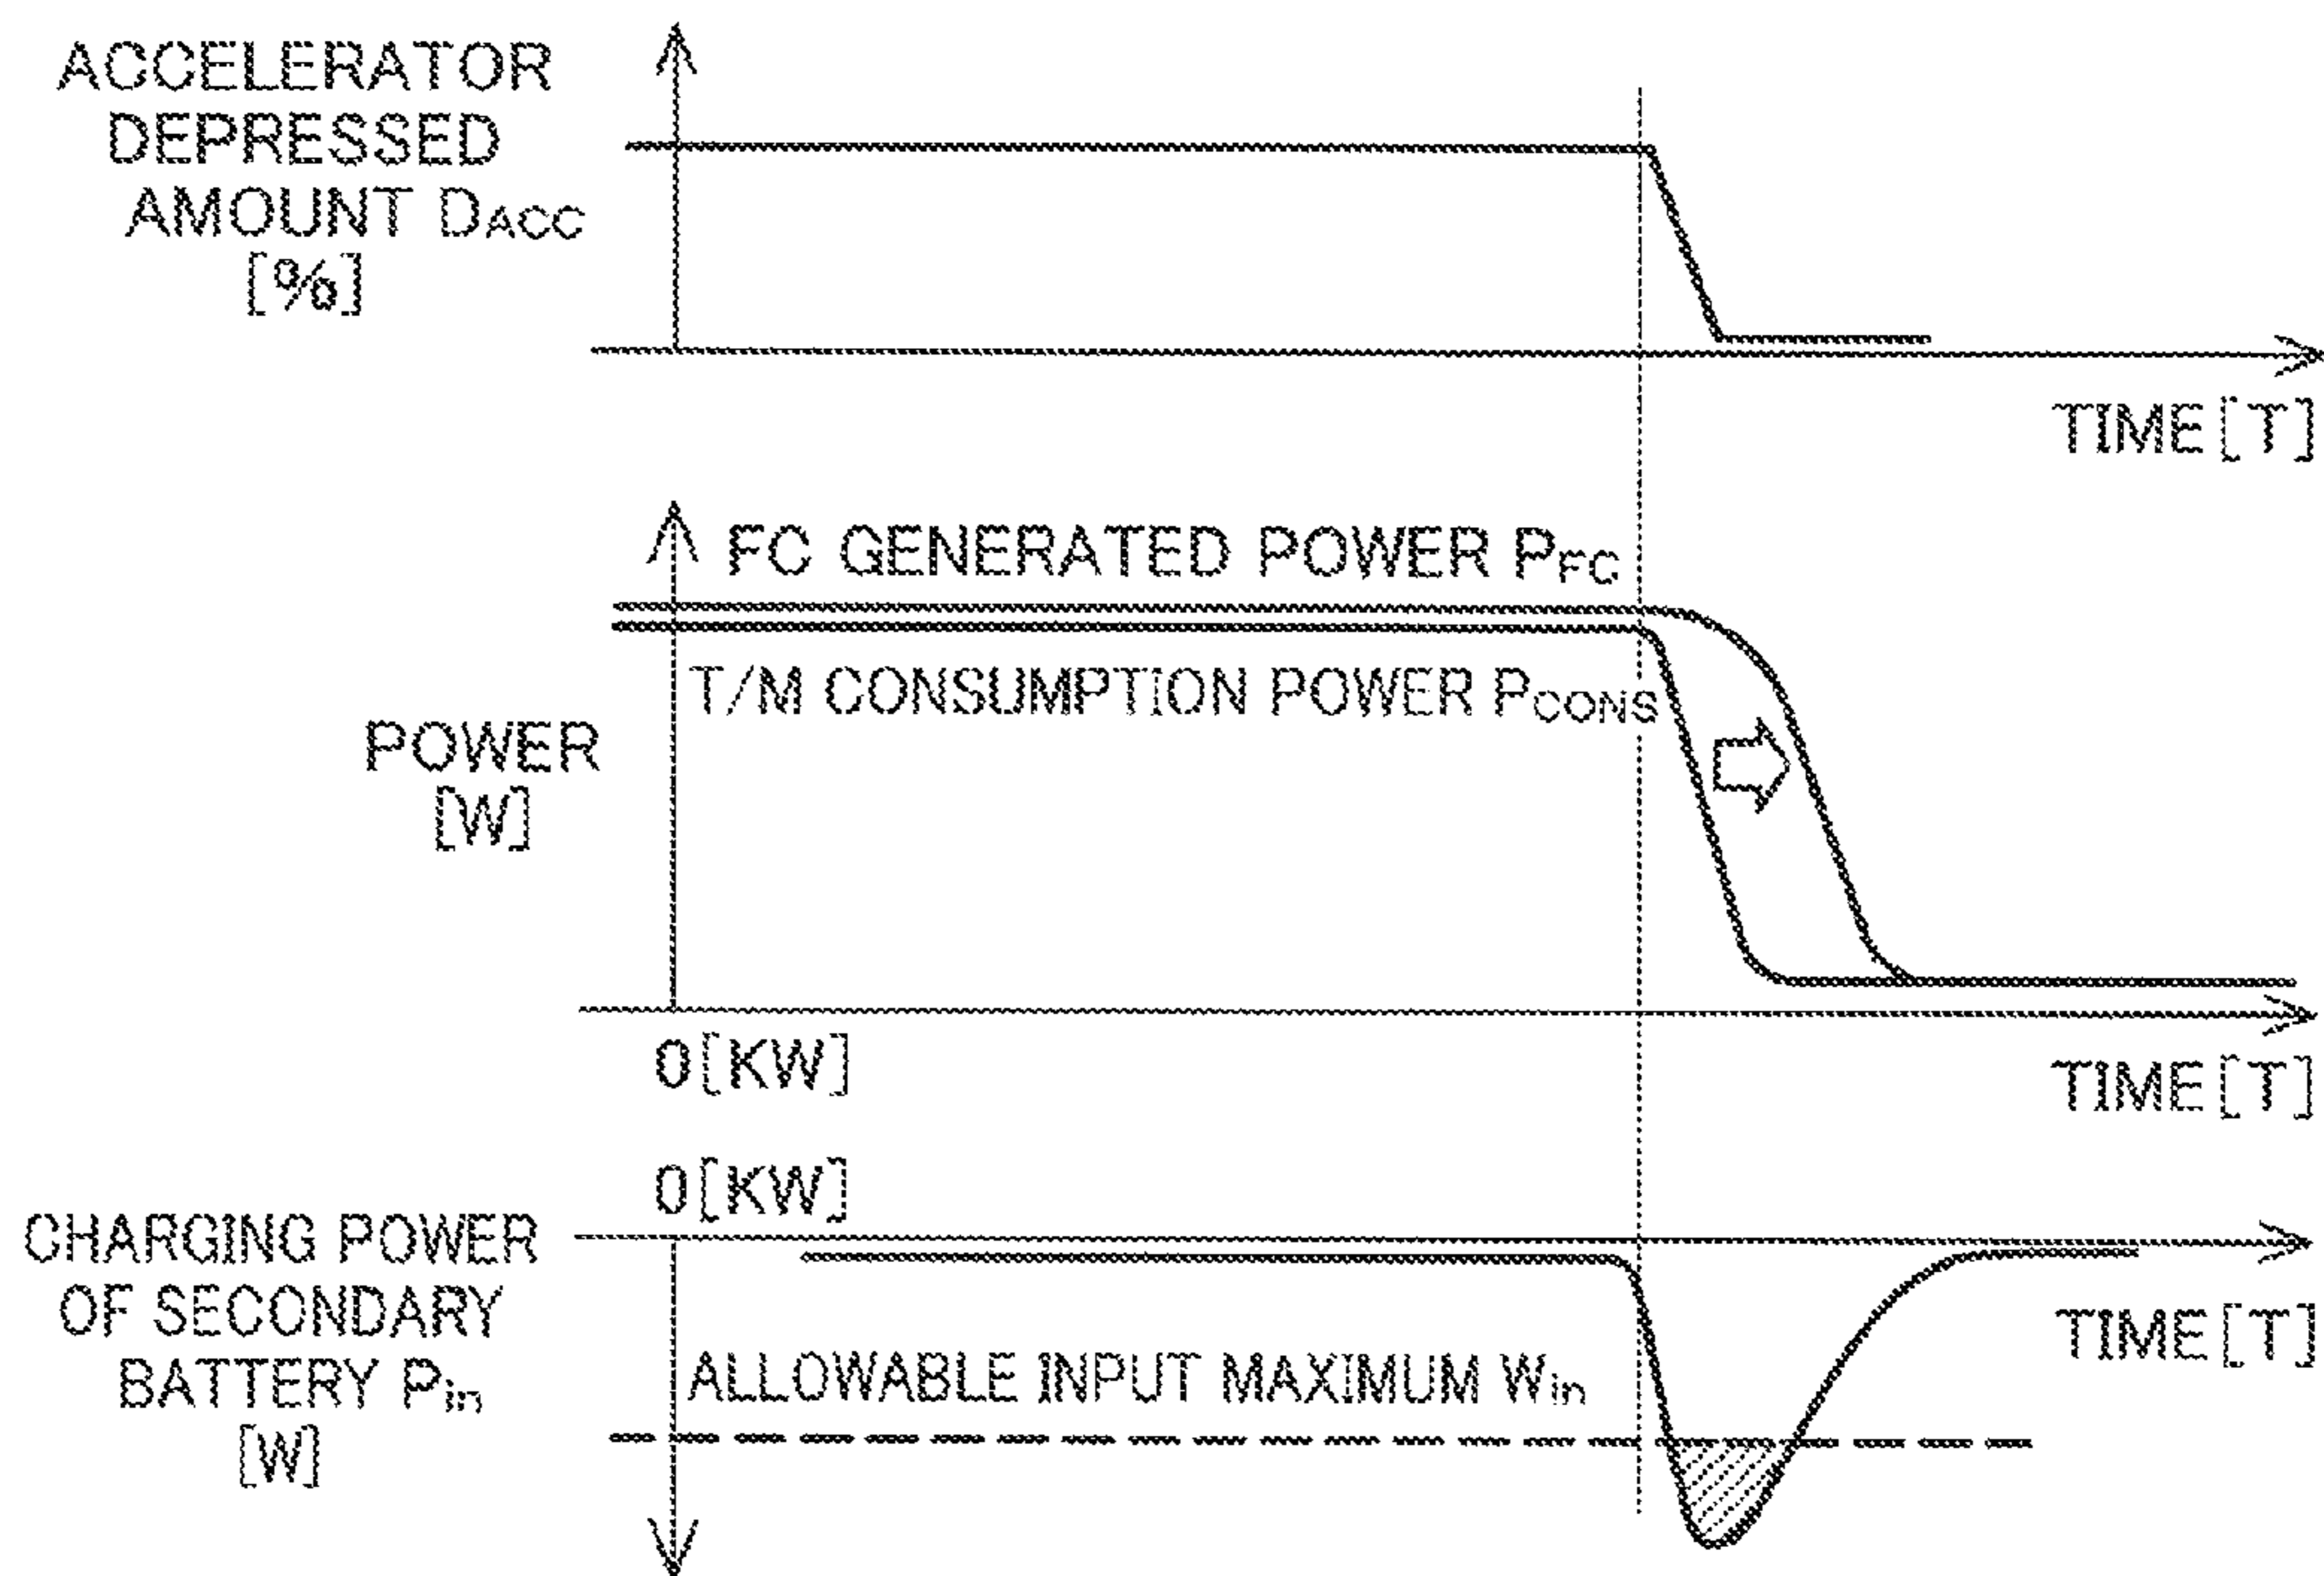 ACCELERATOR
DEPRESSED
AMOUNT DACC
[%]
TIME[T]
FC GENERATED POWER PFC
T/M CONSUMPTION POWER PCONS
POWER
[W]
0[KW]
TIME[T]
0[KW]
CHARGING POWER
OF SECONDARY
BATTERY Pin
[W]
TIME[T]
ALLOWABLE INPUT MAXIMUM Win